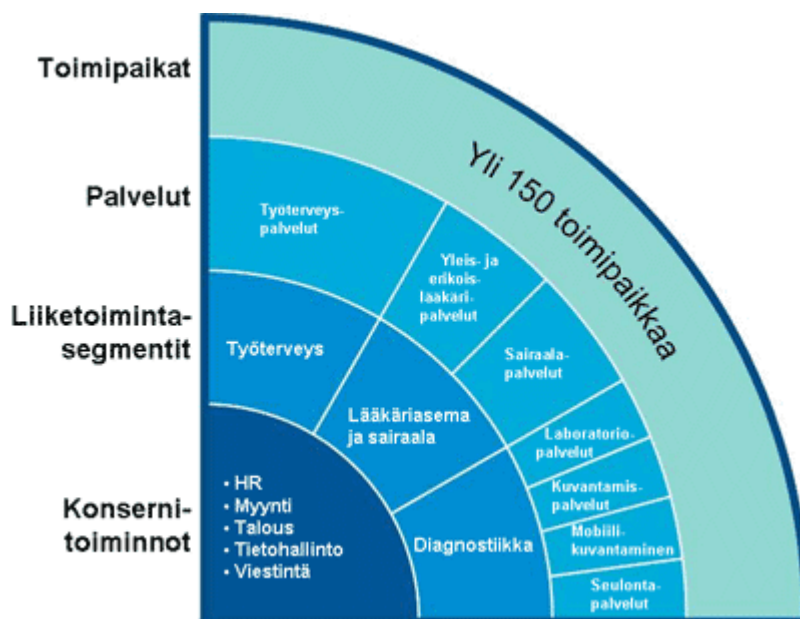 Toimipaikat
Yli 150 toimipaikkaa
Palvelut
Työterveys-
palvelut
Yleis- ja
erikois-
lääkäri-
palvelut
Sairaala-
palvelut
Laboratorio-
palvelut
Kuvantamis-
palvelut
Mobiili-
kuvantaminen
Seulonta-
palvelut
Liiketoiminta-
segmentit
Työterveys
Lääkäriasema
ja sairaala
Diagnostiikka
Konserni-
toiminnot
• HR
• Myynti
• Talous
• Tietohallinto
• Viestintä